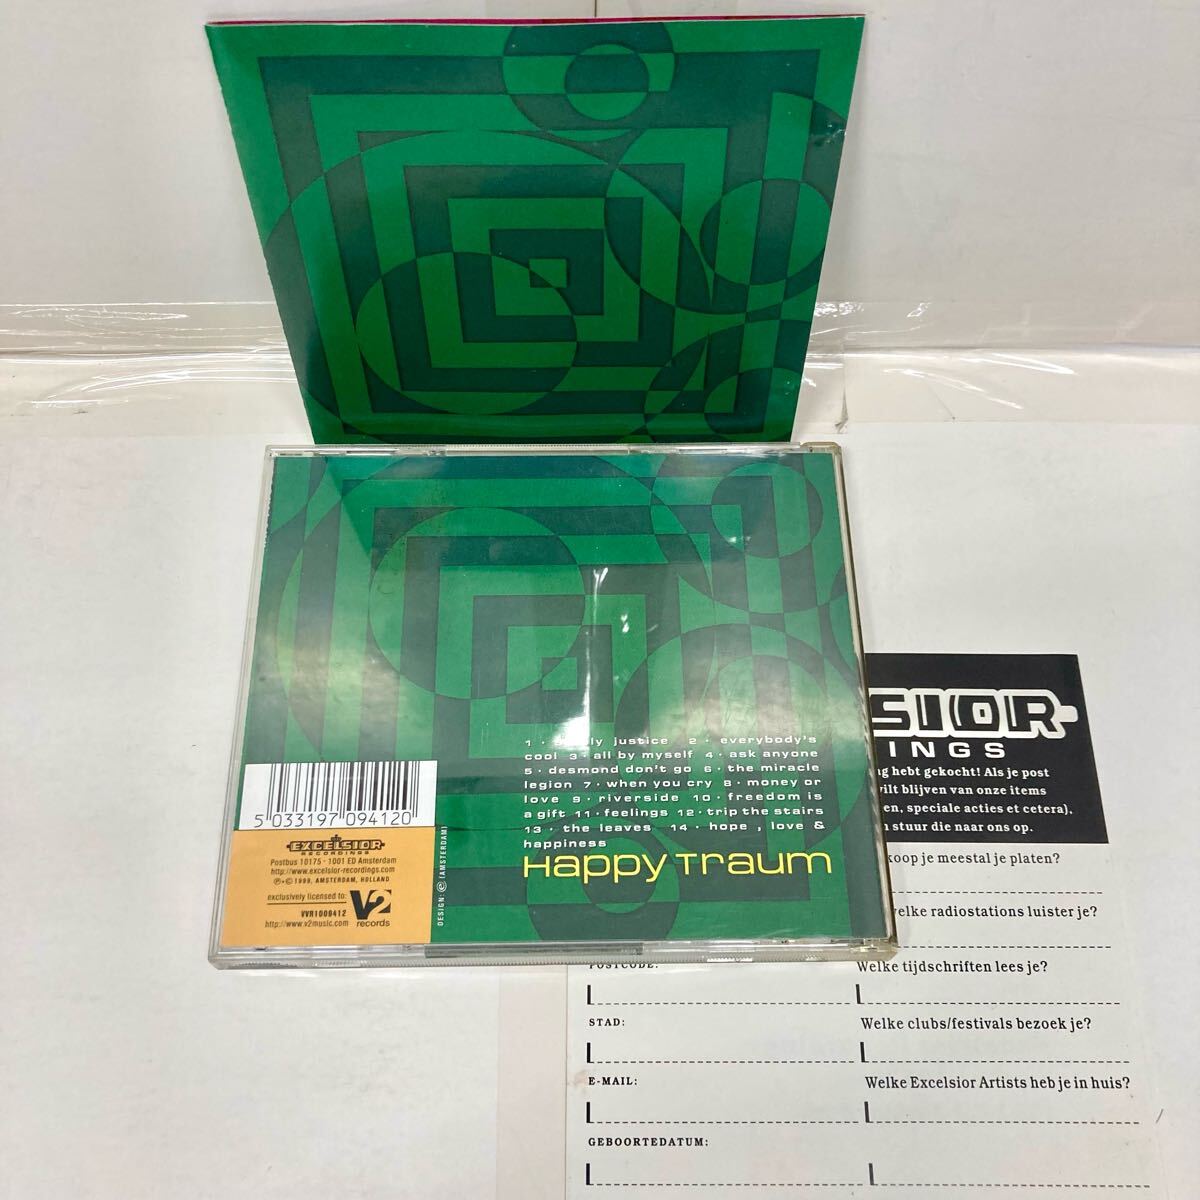 1 · justice 2 · everybody's
cool 3 · all by myself 4 · ask anyone
5 · desmond don't go 6 · the miracle
legion 7 · when you cry 8 · money or
love 9 · riverside 10 · freedom is
a gift 11 · feelings 12 · trip the stairs
13 · the leaves 14 · hope , love &
happiness
Happy Traum
5 033197 094120
EXCELSIOR
RECORDINGS
Postbus 10175 · 1001 ED Amsterdam
http://www.excelsior-recordings.com
℗·© 1999, AMSTERDAM, HOLLAND
exclusively licensed to:
V2
records
VVR1009412
http://www.v2music.com
DESIGN: (AMSTERDAM)
SIOR
INGS
hebt gekocht! Als je post
wilt blijven van onze items
en, speciale acties et cetera),
stuur die naar ons op.
koop je meestal je platen?
welke radiostations luister je?
POSTCODE:
Welke tijdschriften lees je?
STAD:
Welke clubs/festivals bezoek je?
E-MAIL:
Welke Excelsior Artists heb je in huis?
GEBOORTEDATUM: